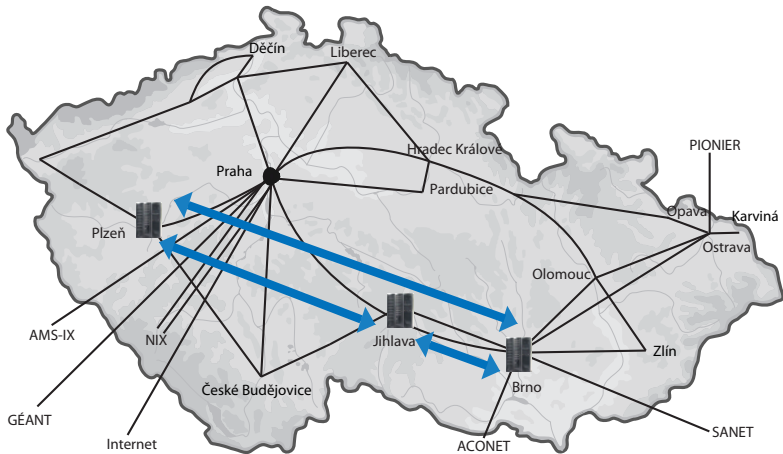 Děčín
Liberec
Hradec Králové
PIONIER
Praha
Pardubice
Opava
Karviná
Plzeň
Ostrava
Olomouc
AMS-IX
NIX
Jihlava
Zlín
České Budějovice
Brno
GÉANT
SANET
Internet
ACONET